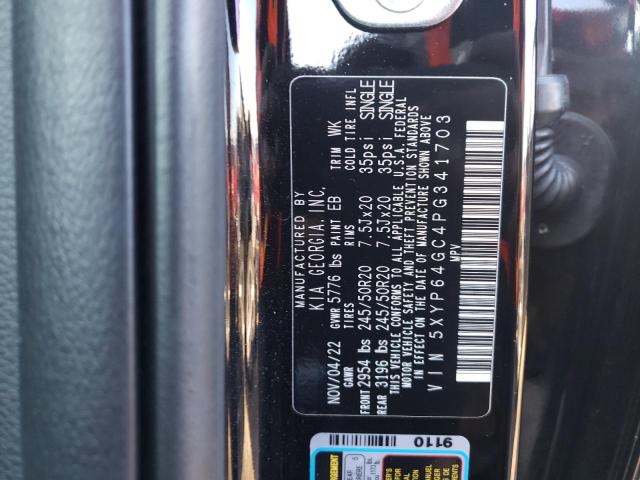 MANUFACTURED BY
KIA GEORGIA, INC.
NOV/04/22 GVWR 5776 lbs PAINT EB TRIM WK
GAWR TIRES RIMS COLD TIRE INFL
FRONT 2954 lbs 245/50R20 7.5Jx20 35psi SINGLE
REAR 3196 lbs 245/50R20 7.5Jx20 35psi SINGLE
THIS VEHICLE CONFORMS TO ALL APPLICABLE U.S.A. FEDERAL
MOTOR VEHICLE SAFETY AND THEFT PREVENTION STANDARDS
IN EFFECT ON THE DATE OF MANUFACTURE SHOWN ABOVE
VIN 5XYP64GC4PG341703
MPV
9110